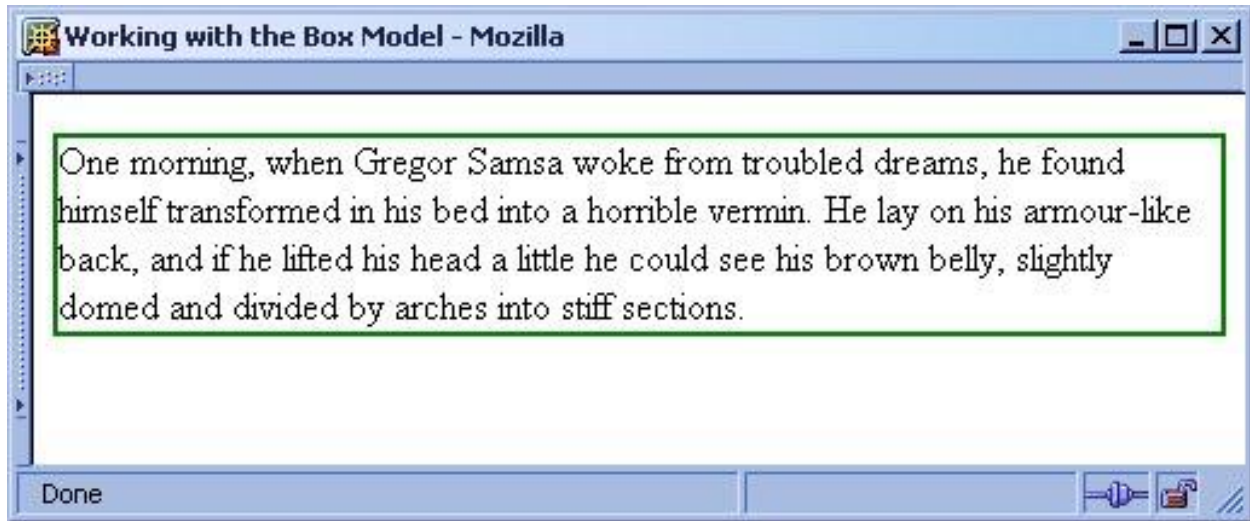 Working with the Box Model - Mozilla
One morning, when Gregor Samsa woke from troubled dreams, he found
himself transformed in his bed into a horrible vermin. He lay on his armour-like
back, and if he lifted his head a little he could see his brown belly, slightly
domed and divided by arches into stiff sections.
Done